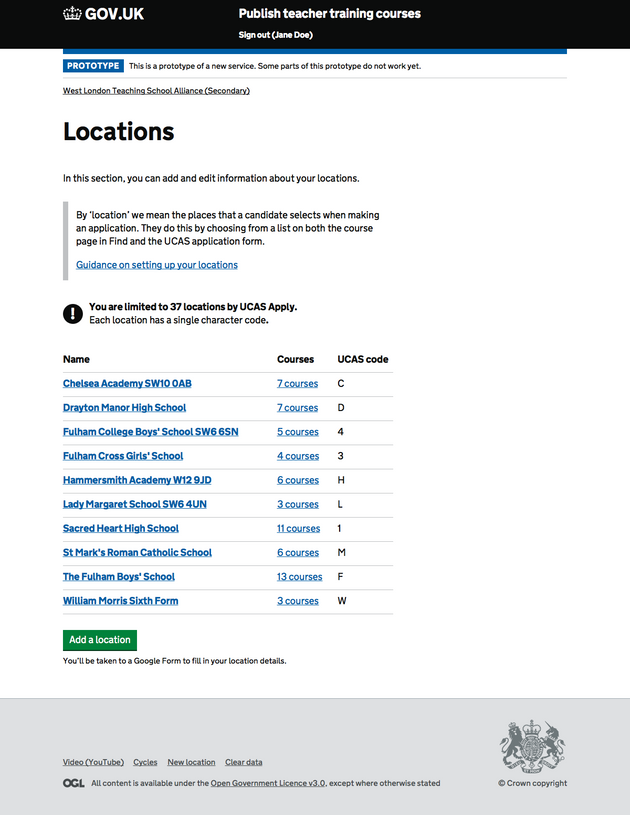 GOV.UK
Publish teacher training courses
Sign out (Jane Doe)
PROTOTYPE This is a prototype of a new service. Some parts of this prototype do not work yet.
West London Teaching School Alliance (Secondary)
Locations
In this section, you can add and edit information about your locations.
By ‘location’ we mean the places that a candidate selects when making
an application. They do this by choosing from a list on both the course
page in Find and the UCAS application form.
Guidance on setting up your locations
! You are limited to 37 locations by UCAS Apply.
Each location has a single character code.
Name Courses UCAS code
Chelsea Academy SW10 0AB 7 courses C
Drayton Manor High School 7 courses D
Fulham College Boys' School SW6 6SN 5 courses 4
Fulham Cross Girls' School 4 courses 3
Hammersmith Academy W12 9JD 6 courses H
Lady Margaret School SW6 4UN 3 courses L
Sacred Heart High School 11 courses 1
St Mark's Roman Catholic School 6 courses M
The Fulham Boys' School 13 courses F
William Morris Sixth Form 3 courses W
Add a location
You’ll be taken to a Google Form to fill in your location details.
Video (YouTube) Cycles New location Clear data
OGL All content is available under the Open Government Licence v3.0, except where otherwise stated
© Crown copyright